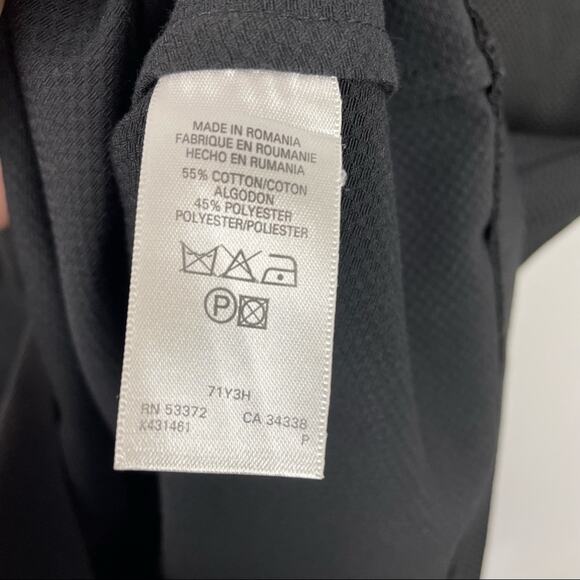 MADE IN ROMANIA
FABRIQUE EN ROUMANIE
HECHO EN RUMANIA
55% COTTON/COTON
ALGODON
45% POLYESTER
POLYESTER/POLIESTER
P
71Y3H
RN 53372 CA 34338
X431461 P